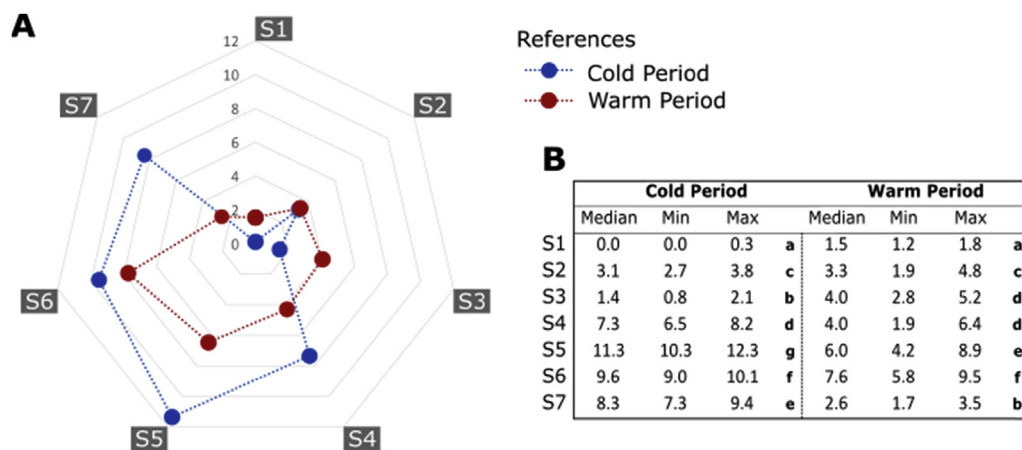 A
S1
S2
S3
S4
S5
S6
S7
12
10
8
6
4
2
0
References
Cold Period
Warm Period
B
Cold Period Warm Period
Median Min Max Median Min Max
S1 0.0 0.0 0.3 a 1.5 1.2 1.8 a
S2 3.1 2.7 3.8 c 3.3 1.9 4.8 c
S3 1.4 0.8 2.1 b 4.0 2.8 5.2 d
S4 7.3 6.5 8.2 d 4.0 1.9 6.4 d
S5 11.3 10.3 12.3 g 6.0 4.2 8.9 e
S6 9.6 9.0 10.1 f 7.6 5.8 9.5 f
S7 8.3 7.3 9.4 e 2.6 1.7 3.5 b